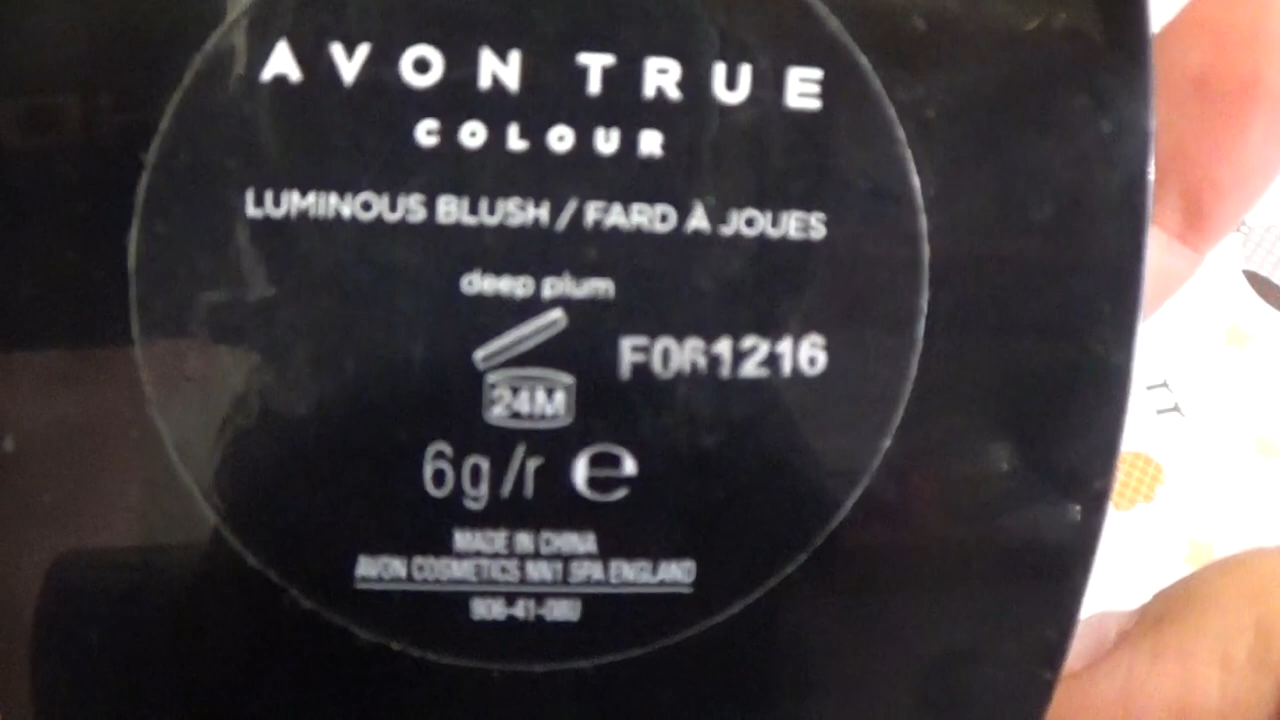 AVON TRUE
COLOUR
LUMINOUS BLUSH / FARD À JOUES
deep plum
F061216
24M
6g/r e
MADE IN CHINA
AVON COSMETICS NN1 5PA ENGLAND